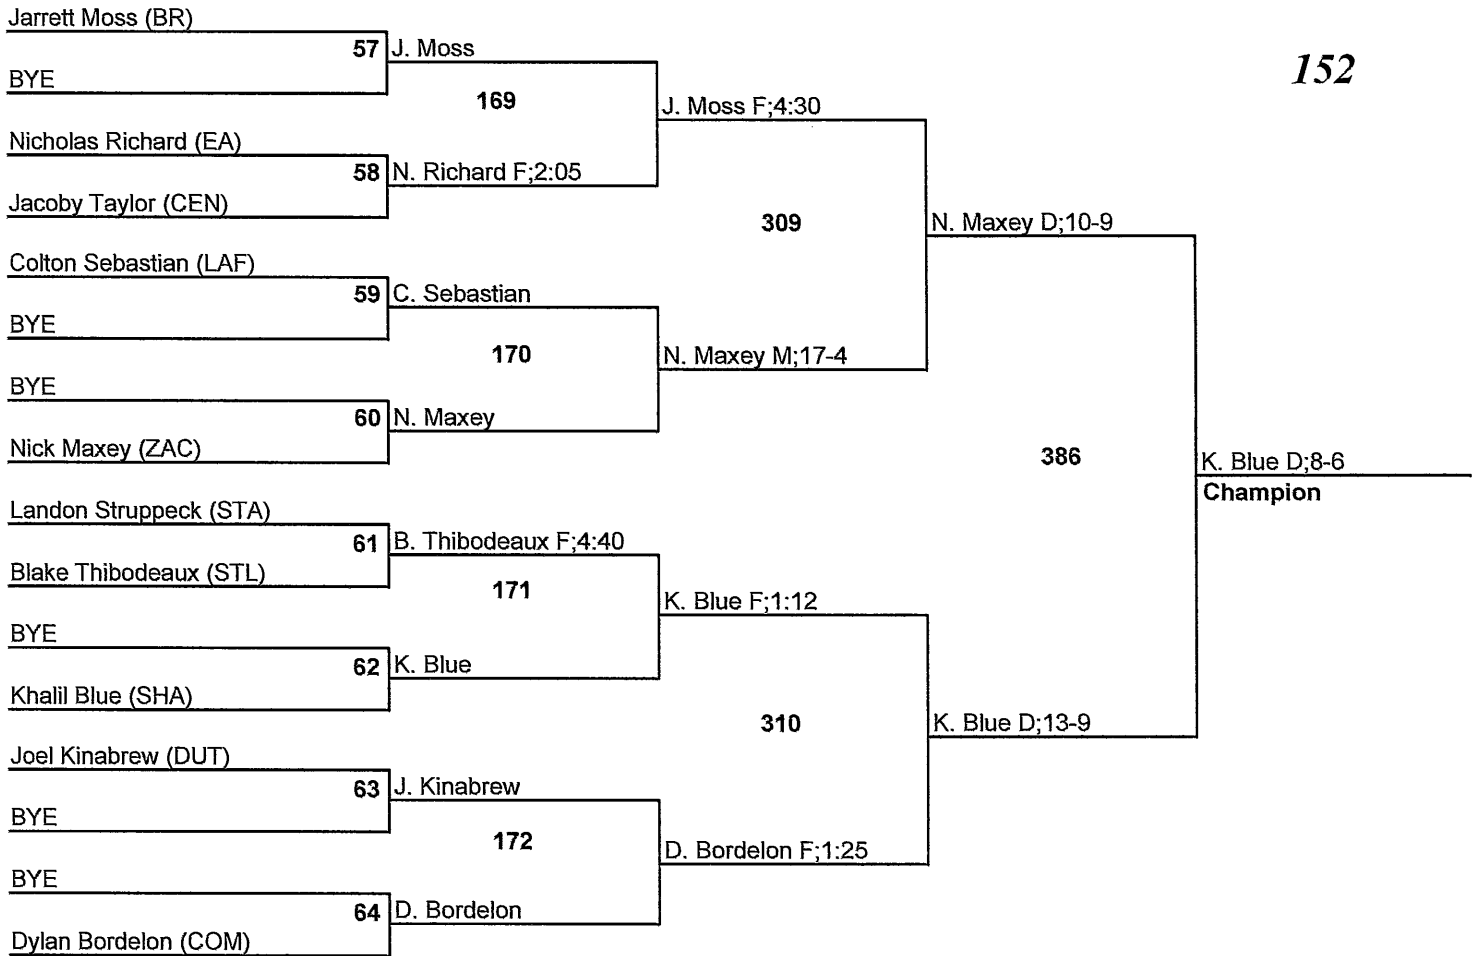 Jarrett Moss (BR)
57 J. Moss
BYE
152
169
J. Moss F;4:30
Nicholas Richard (EA)
58 N. Richard F;2:05
Jacoby Taylor (CEN)
309
N. Maxey D;10-9
Colton Sebastian (LAF)
59 C. Sebastian
BYE
170
N. Maxey M;17-4
BYE
60 N. Maxey
Nick Maxey (ZAC)
386
K. Blue D;8-6
Champion
Landon Struppeck (STA)
61 B. Thibodeaux F;4:40
Blake Thibodeaux (STL)
171
K. Blue F;1:12
BYE
62 K. Blue
Khalil Blue (SHA)
310
K. Blue D;13-9
Joel Kinabrew (DUT)
63 J. Kinabrew
BYE
172
D. Bordelon F;1:25
BYE
64 D. Bordelon
Dylan Bordelon (COM)